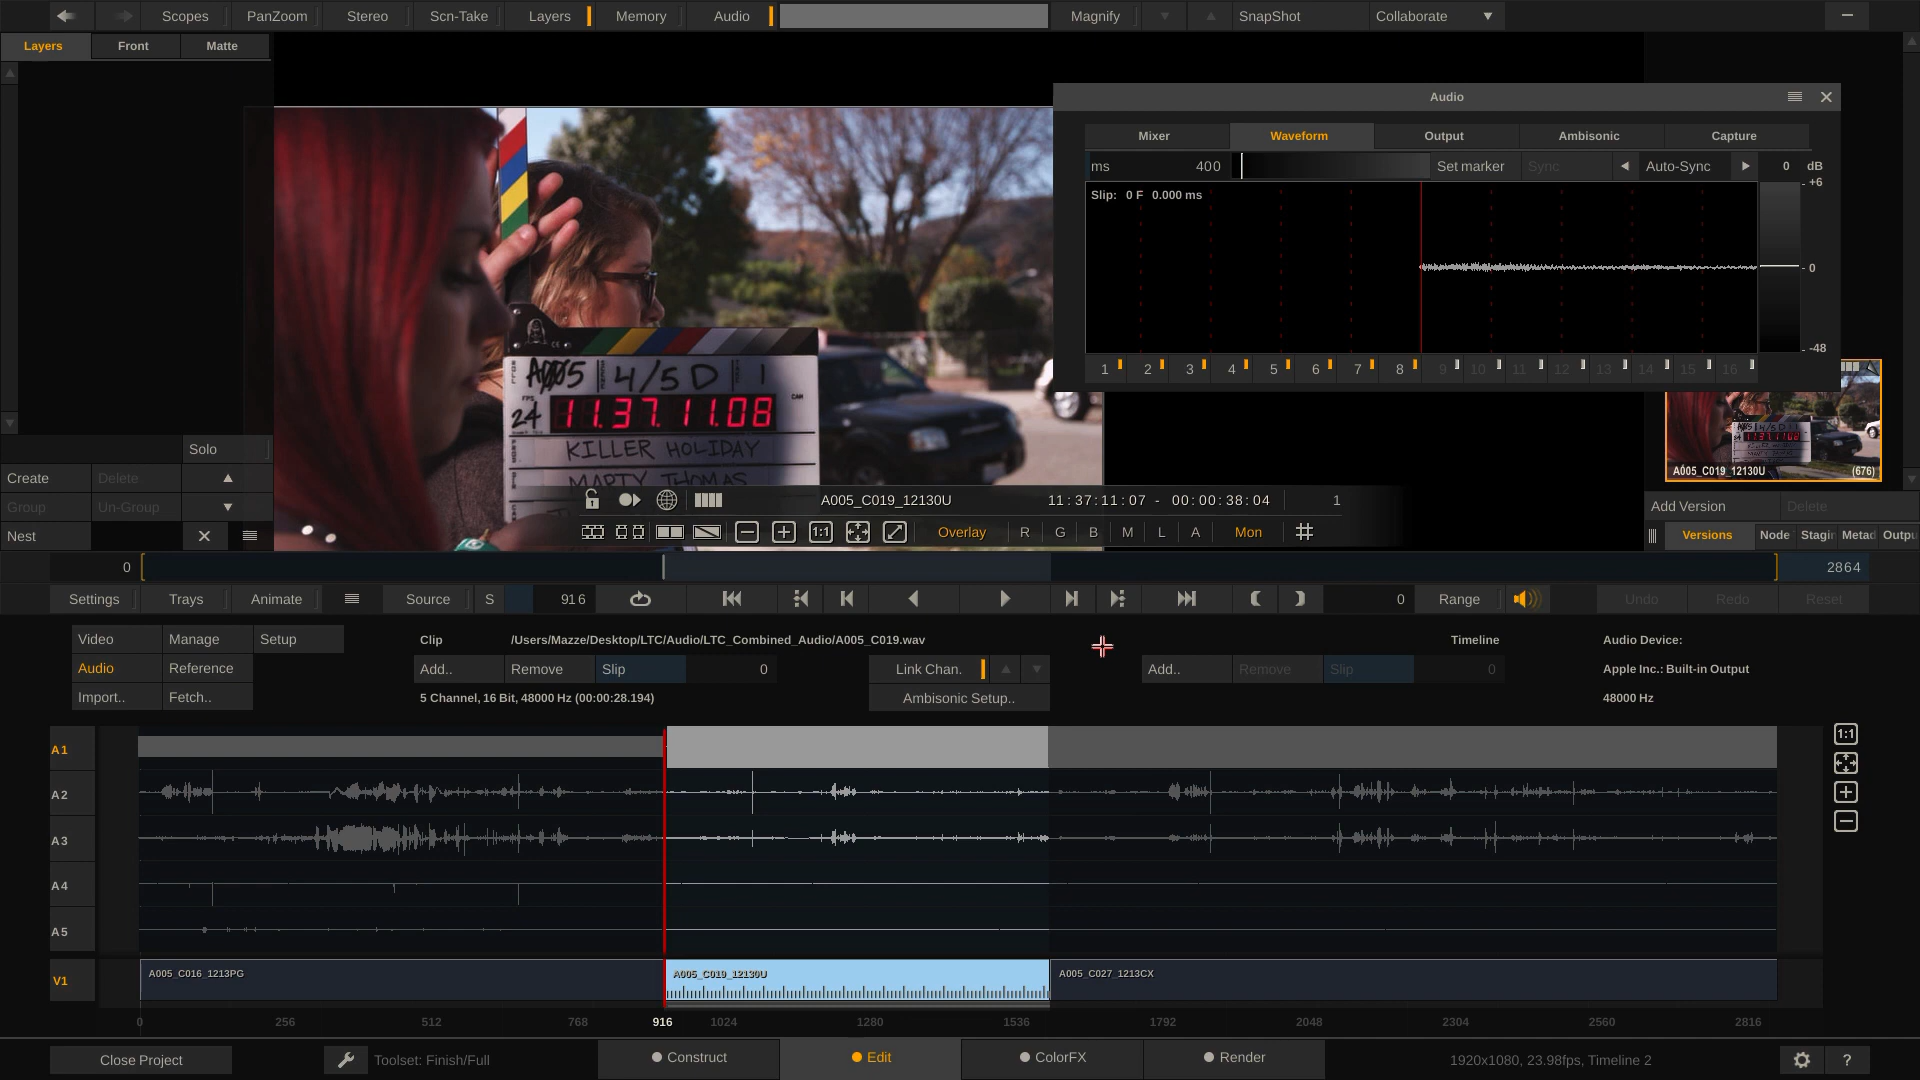 Scopes PanZoom Stereo Scn-Take Layers Memory Audio Magnify SnapShot Collaborate
Layers Front Matte
Audio
Mixer Waveform Output Ambisonic Capture
ms 400 Set marker Sync Auto-Sync 0 dB
Slip: 0 F 0.000 ms
+6
0
-48
1 2 3 4 5 6 7 8 9 10 11 12 13 14 15 16
A005 4/5D 1
FPS 24 11.37.11.08 CAM
KILLER HOLIDAY
MARTY THOMAS
A005_C019_12130U (676)
Solo
Create Delete
Group Un-Group
Nest
A005_C019_12130U 11:37:11:07 - 00:00:38:04 1
1:1 Overlay R G B M L A Mon
Add Version Delete
Versions Node Stagin Metad Outpu
0 2864
Settings Trays Animate Source S 916 0 Range Undo Redo Reset
Video Manage Setup
Audio Reference
Import.. Fetch..
Clip /Users/Mazze/Desktop/LTC/Audio/LTC_Combined_Audio/A005_C019.wav
Add.. Remove Slip 0 Link Chan.
5 Channel, 16 Bit, 48000 Hz (00:00:28.194) Ambisonic Setup..
Timeline
Add.. Remove Slip 0
Audio Device:
Apple Inc.: Built-in Output
48000 Hz
1:1
A1
A2
A3
A4
A5
V1
A005_C016_1213PG A005_C019_12130U A005_C027_1213CX
0 256 512 768 916 1024 1280 1536 1792 2048 2304 2560 2816
Close Project Toolset: Finish/Full Construct Edit ColorFX Render 1920x1080, 23.98fps, Timeline 2 ?